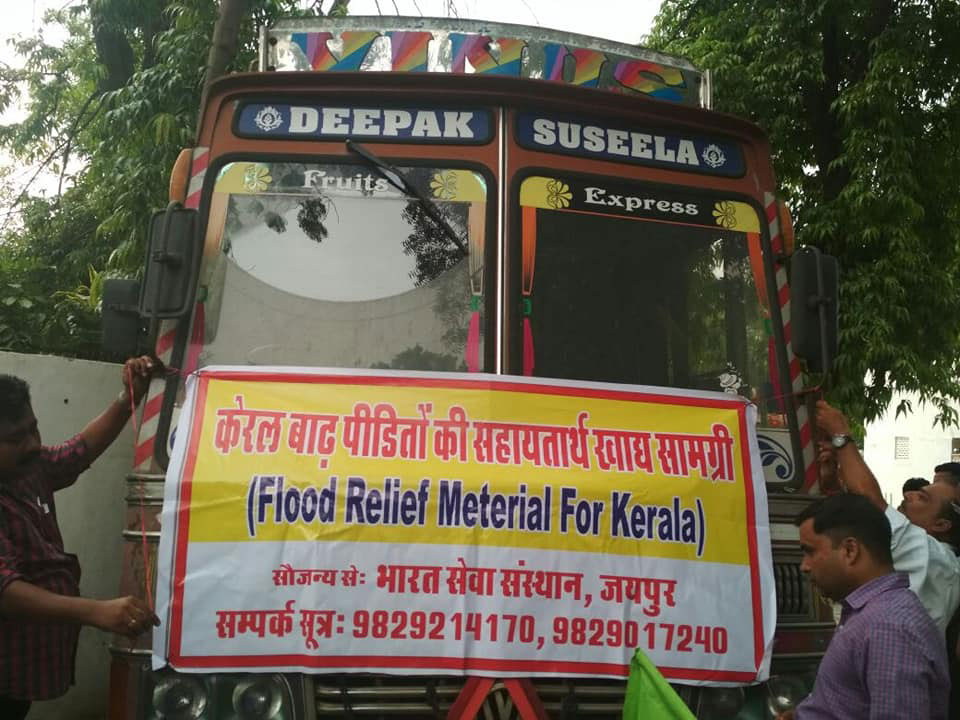 VINUS
DEEPAK SUSEELA
Fruits Express
केरल बाढ़ पीडितों की सहायतार्थ खाद्य सामग्री
(Flood Relief Meterial For Kerala)
सौजन्य से: भारत सेवा संस्थान, जयपुर
सम्पर्क सूत्र: 9829214170, 9829017240